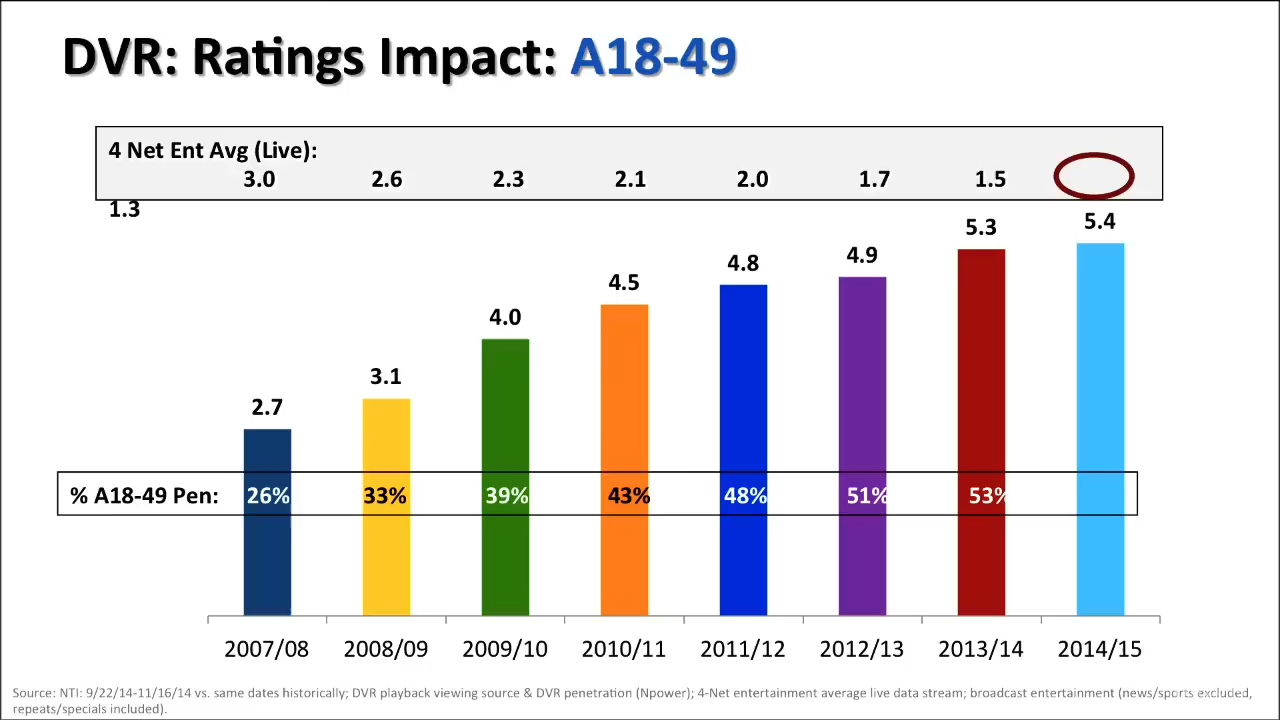 DVR: Ratings Impact: A18-49
4 Net Ent Avg (Live):
3.0 2.6 2.3 2.1 2.0 1.7 1.5
1.3
2.7 3.1 4.0 4.5 4.8 4.9 5.3 5.4
% A18-49 Pen: 26% 33% 39% 43% 48% 51% 53%
2007/08 2008/09 2009/10 2010/11 2011/12 2012/13 2013/14 2014/15
Source: NTI: 9/22/14-11/16/14 vs. same dates historically; DVR playback viewing source & DVR penetration (Npower); 4-Net entertainment average live data stream; broadcast entertainment (news/sports excluded,
repeats/specials included).